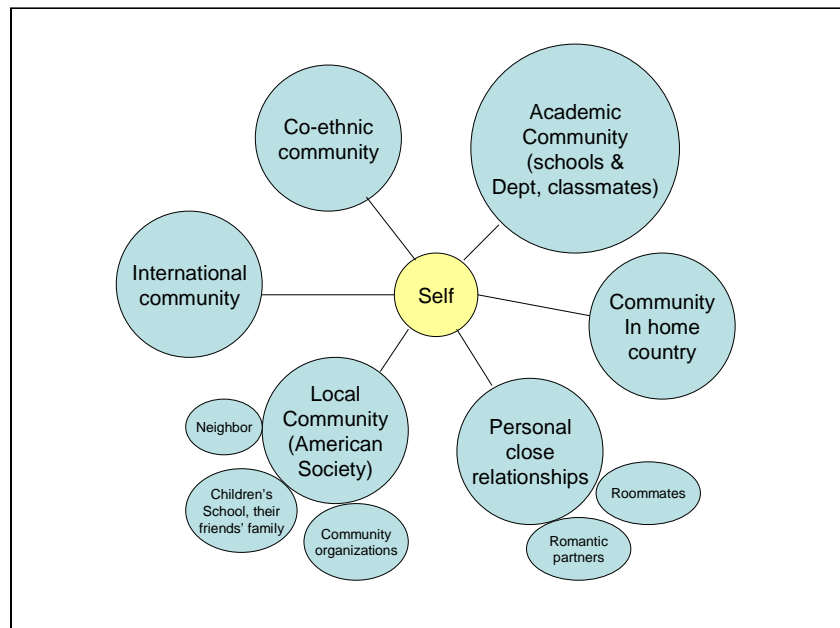 Co-ethnic
community
Academic
Community
(schools &
Dept, classmates)
International
community
Self
Community
In home
country
Local
Community
(American
Society)
Personal
close
relationships
Neighbor
Children's
School, their
friends' family
Community
organizations
Roommates
Romantic
partners